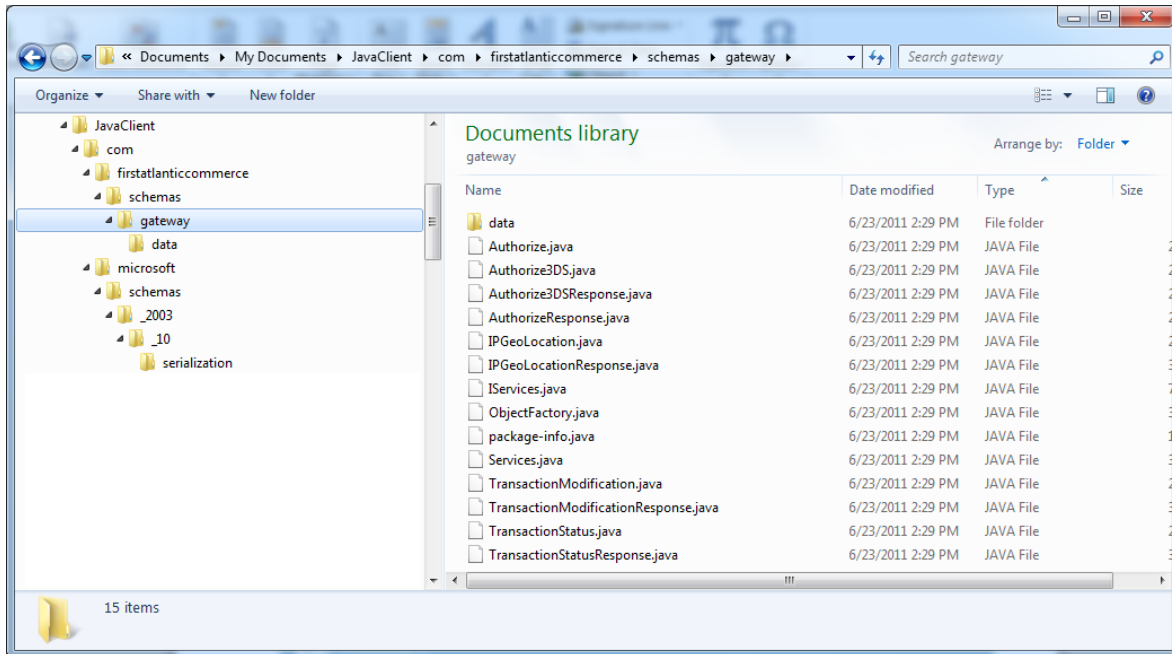 « Documents ▸ My Documents ▸ JavaClient ▸ com ▸ firstatlanticcommerce ▸ schemas ▸ gateway ▸ Search gateway
Organize Share with New folder
JavaClient
com
firstatlanticcommerce
schemas
gateway
data
microsoft
schemas
_2003
_10
serialization
Documents library
gateway
Arrange by: Folder
Name Date modified Type Size
data 6/23/2011 2:29 PM File folder
Authorize.java 6/23/2011 2:29 PM JAVA File
Authorize3DS.java 6/23/2011 2:29 PM JAVA File
Authorize3DSResponse.java 6/23/2011 2:29 PM JAVA File
AuthorizeResponse.java 6/23/2011 2:29 PM JAVA File
IPGeoLocation.java 6/23/2011 2:29 PM JAVA File
IPGeoLocationResponse.java 6/23/2011 2:29 PM JAVA File
IServices.java 6/23/2011 2:29 PM JAVA File
ObjectFactory.java 6/23/2011 2:29 PM JAVA File
package-info.java 6/23/2011 2:29 PM JAVA File
Services.java 6/23/2011 2:29 PM JAVA File
TransactionModification.java 6/23/2011 2:29 PM JAVA File
TransactionModificationResponse.java 6/23/2011 2:29 PM JAVA File
TransactionStatus.java 6/23/2011 2:29 PM JAVA File
TransactionStatusResponse.java 6/23/2011 2:29 PM JAVA File
15 items